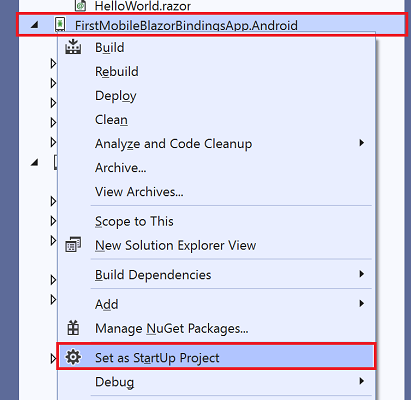 HelloWorld.razor
FirstMobileBlazorBindingsApp.Android
Build
Rebuild
Deploy
Clean
Analyze and Code Cleanup
Archive...
View Archives...
Scope to This
New Solution Explorer View
Build Dependencies
Add
Manage NuGet Packages...
Set as StartUp Project
Debug